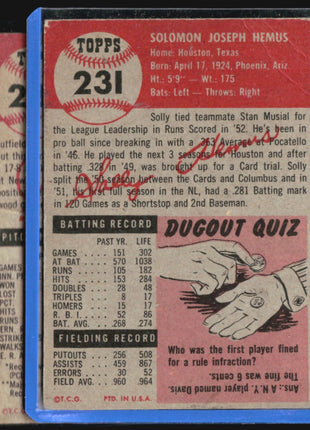 TOPPS
231
SOLOMON JOSEPH HEMUS
Home: Houston, Texas
Born: April 17, 1924, Phoenix, Ariz
Ht.: 5'9" — Wt.: 175
Bats: Left — Throws: Right
Solly tied teammate Stan Musial for
the League Leadership in Runs Scored in '52. He's been in
pro ball since breaking in with a 263 Average at Pocatello
in '46. He played the next 3 seasons at Houston and after
batting .328 in '49, was brought up for a Card trial. Solly
split the '50 season between the Cards and Columbus and in
'51, his first full season in the NL, had a .281 Batting mark
in 120 Games as a Shortstop and 2nd Baseman.
Solly Hemus
BATTING RECORD
PAST YR. LIFE
GAMES 151 302
AT BAT 570 1038
RUNS 105 182
HITS 153 285
DOUBLES 28 48
TRIPLES 8 17
HOMERS 15 19
R. B. I. 52 86
BAT. AVG. .268 .274
FIELDING RECORD
PUTOUTS 256 508
ASSISTS 459 867
ERRORS 30 52
FIELD AVG. .960 .964
©T.C.G. PTD. IN U.S.A.
DUGOUT QUIZ
Who was the first player fined
for a rule infraction?
Ans.: A N.Y. player named Davis.
The fine was 6 cents.